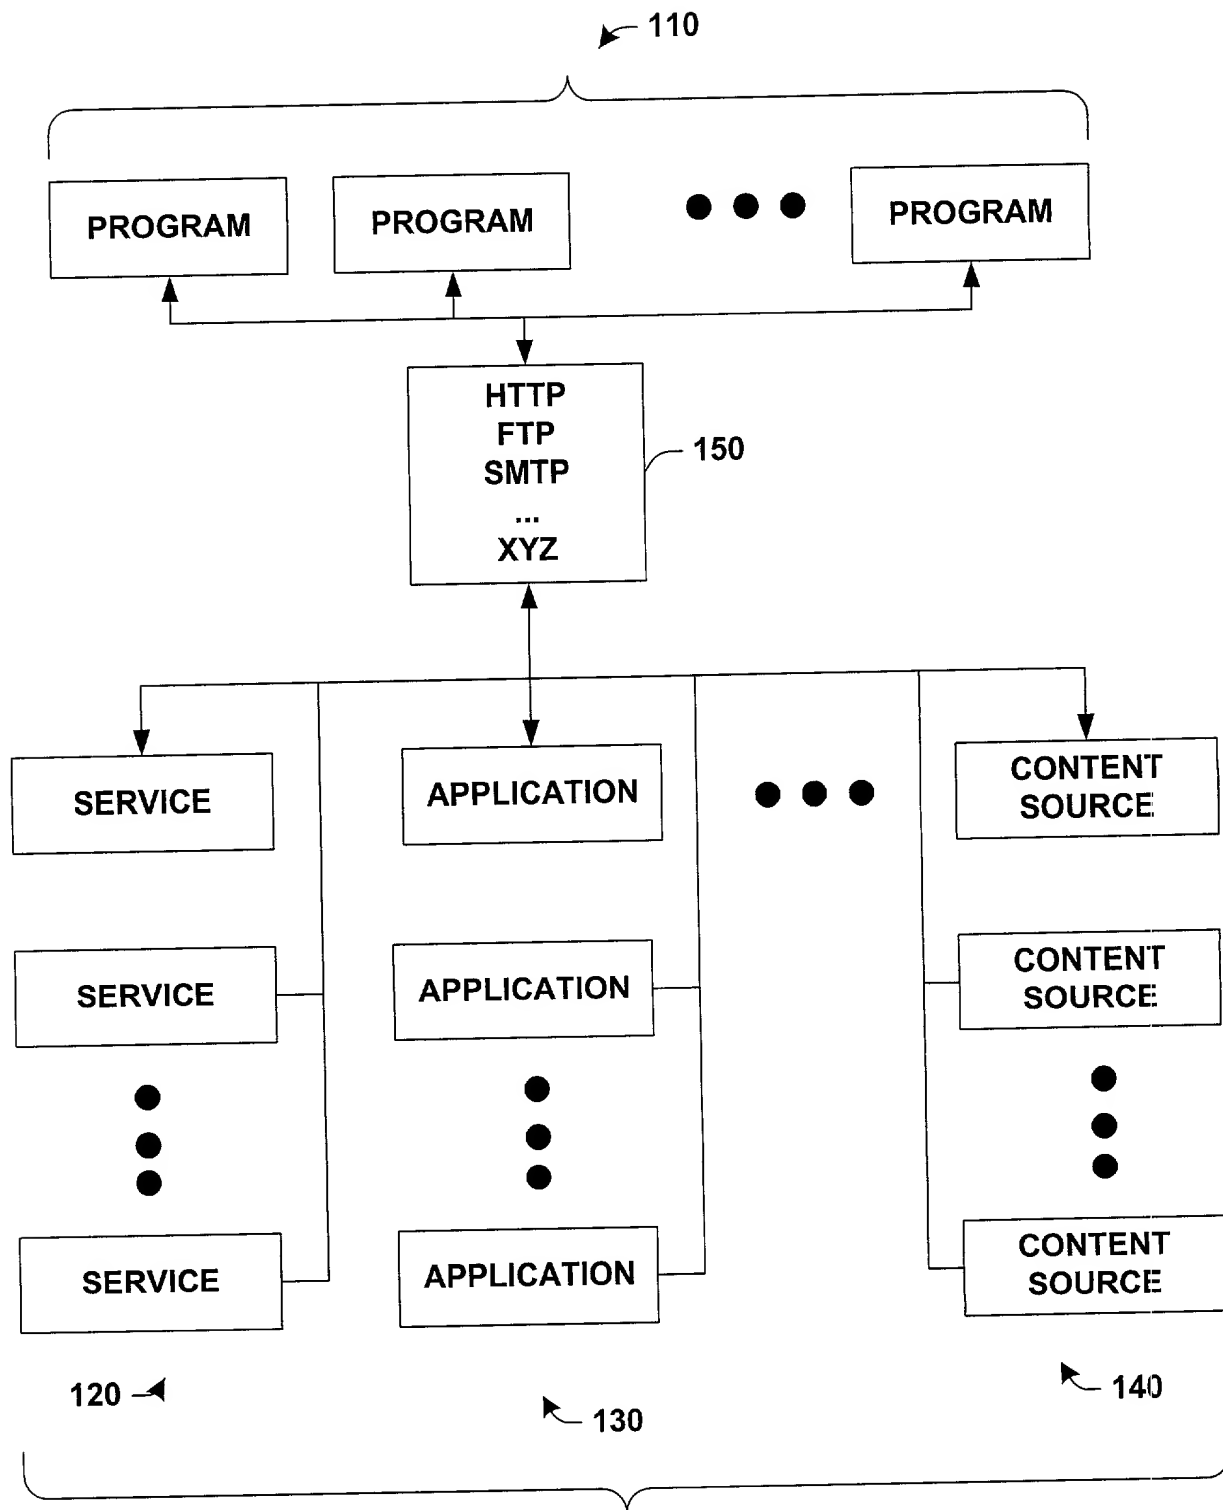 110
PROGRAM
PROGRAM
PROGRAM
HTTP
FTP
SMTP
...
XYZ
150
SERVICE
APPLICATION
CONTENT
SOURCE
SERVICE
APPLICATION
CONTENT
SOURCE
SERVICE
APPLICATION
CONTENT
SOURCE
120
130
140